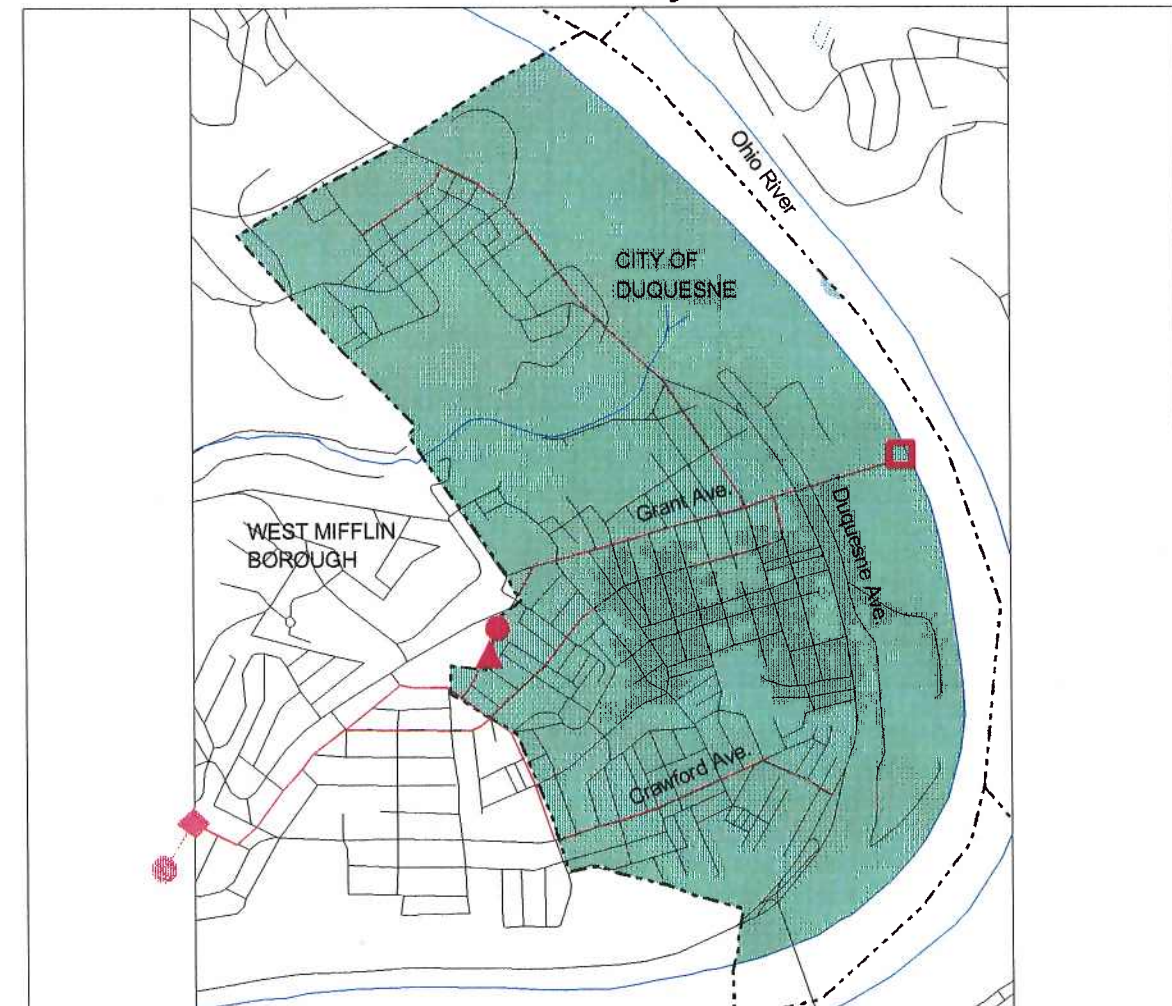 Ohio River
CITY OF
DUQUESNE
Grant Ave.
Duquesne Ave.
WEST MIFFLIN
BOROUGH
Crawford Ave.